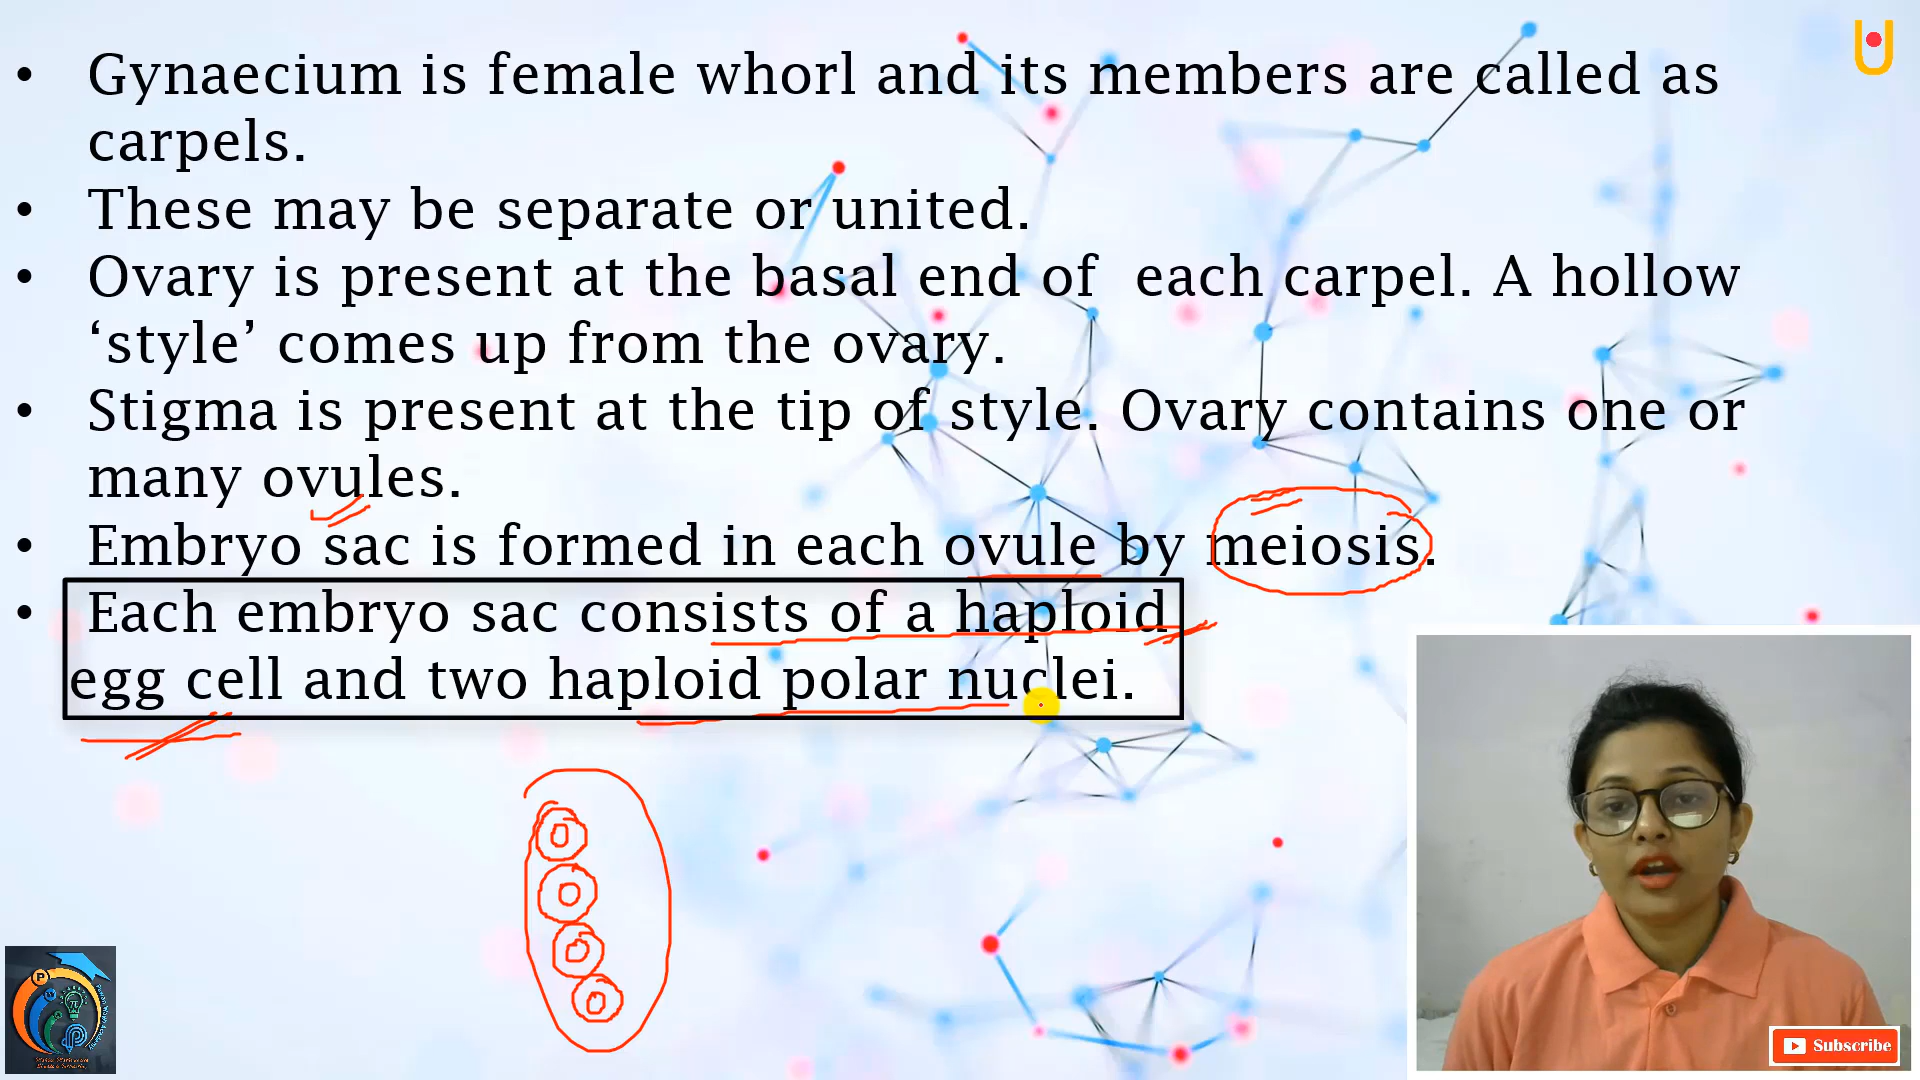 • Gynaecium is female whorl and its members are called as
carpels.
• These may be separate or united.
• Ovary is present at the basal end of each carpel. A hollow
‘style’ comes up from the ovary.
• Stigma is present at the tip of style. Ovary contains one or
many ovules.
• Embryo sac is formed in each ovule by meiosis.
• Each embryo sac consists of a haploid
egg cell and two haploid polar nuclei.
Subscribe